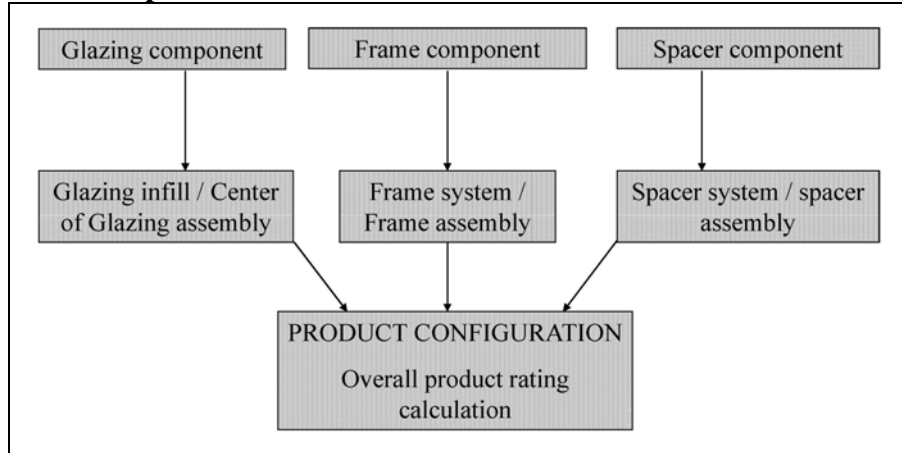 Glazing component
Frame component
Spacer component
Glazing infill / Center
of Glazing assembly
Frame system /
Frame assembly
Spacer system / spacer
assembly
PRODUCT CONFIGURATION
Overall product rating
calculation